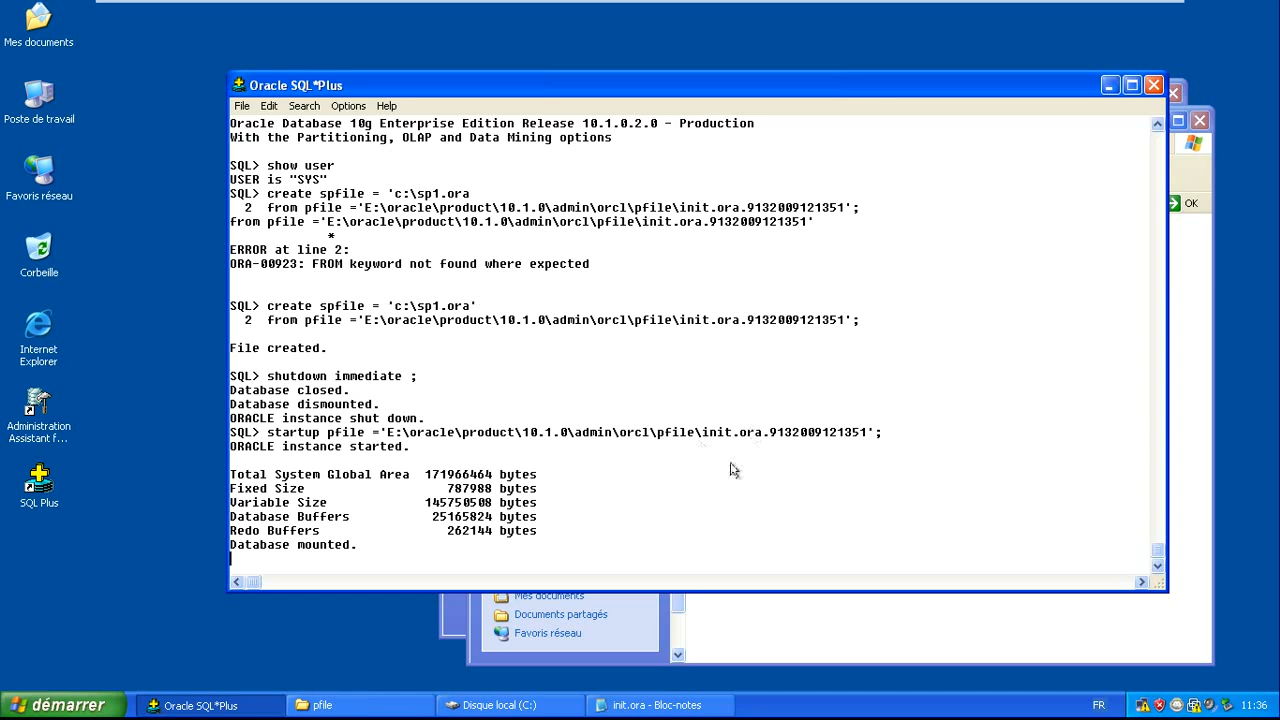 Mes documents
Poste de travail
Favoris réseau
Corbeille
Internet
Explorer
Administration
Assistant f...
SQL Plus
Oracle SQL*Plus
File Edit Search Options Help
Oracle Database 10g Enterprise Edition Release 10.1.0.2.0 - Production
With the Partitioning, OLAP and Data Mining options
SQL> show user
USER is "SYS"
SQL> create spfile = 'c:\sp1.ora
2 from pfile ='E:\oracle\product\10.1.0\admin\orcl\pfile\init.ora.9132009121351';
from pfile ='E:\oracle\product\10.1.0\admin\orcl\pfile\init.ora.9132009121351'
*
ERROR at line 2:
ORA-00923: FROM keyword not found where expected
SQL> create spfile = 'c:\sp1.ora'
2 from pfile ='E:\oracle\product\10.1.0\admin\orcl\pfile\init.ora.9132009121351';
File created.
SQL> shutdown immediate ;
Database closed.
Database dismounted.
ORACLE instance shut down.
SQL> startup pfile ='E:\oracle\product\10.1.0\admin\orcl\pfile\init.ora.9132009121351';
ORACLE instance started.
Total System Global Area 171966464 bytes
Fixed Size 787988 bytes
Variable Size 145750508 bytes
Database Buffers 25165824 bytes
Redo Buffers 262144 bytes
Database mounted.
OK
Mes documents
Documents partagés
Favoris réseau
démarrer
Oracle SQL*Plus
pfile
Disque local (C:)
init.ora - Bloc-notes
FR
11:36